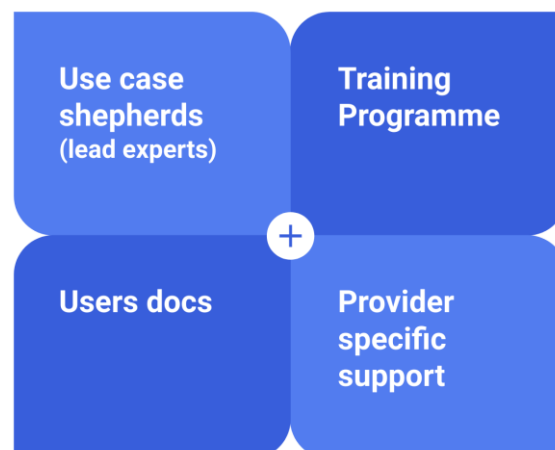 Use case
shepherds
(lead experts)
Training
Programme
Users docs
Provider
specific
support